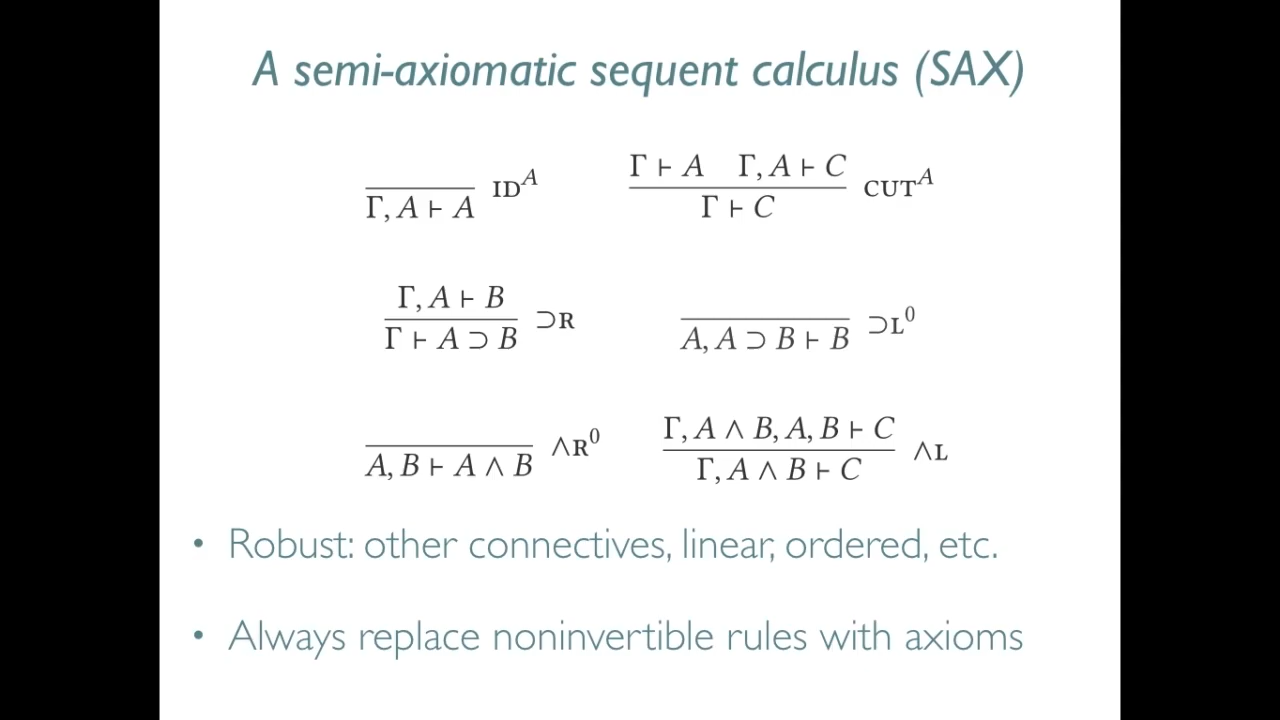 A semi-axiomatic sequent calculus (SAX)
Γ, A ⊢ A ID^A
Γ ⊢ A Γ, A ⊢ C
Γ ⊢ C CUT^A
Γ, A ⊢ B
Γ ⊢ A ⊃ B ⊃R
A, A ⊃ B ⊢ B ⊃L^0
A, B ⊢ A ∧ B ∧R^0
Γ, A ∧ B, A, B ⊢ C
Γ, A ∧ B ⊢ C ∧L
• Robust: other connectives, linear, ordered, etc.
• Always replace noninvertible rules with axioms